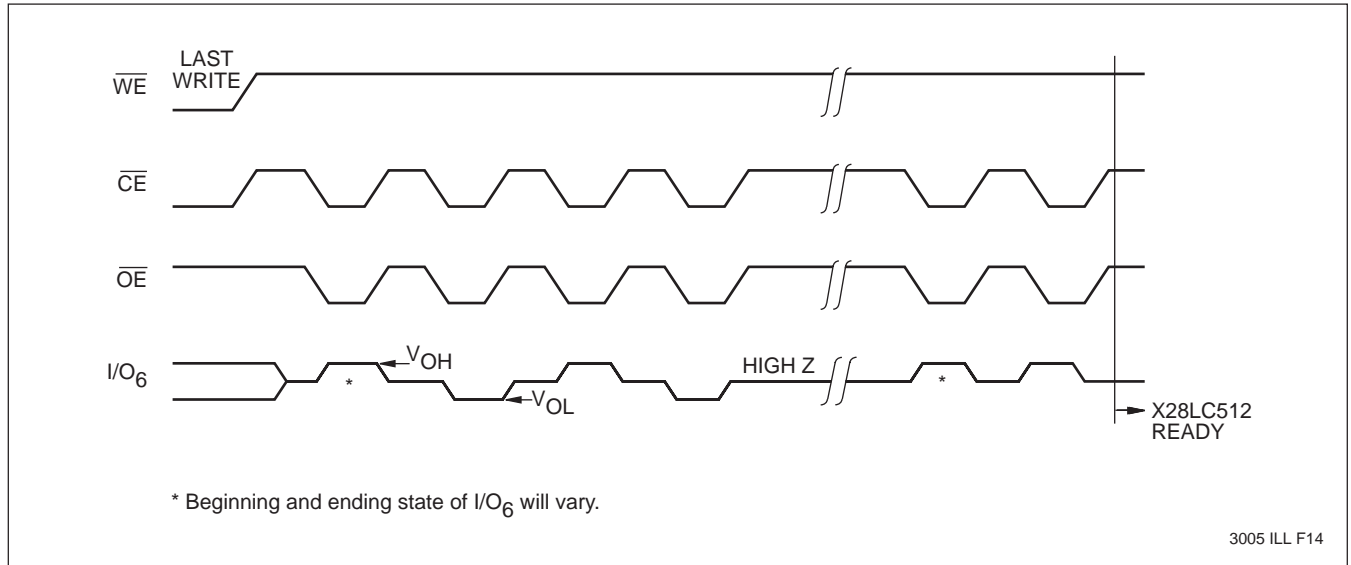 LAST
WRITE
WE
CE
OE
I/O6
VOH
VOL
HIGH Z
*
*
X28LC512
READY
* Beginning and ending state of I/O6 will vary.
3005 ILL F14